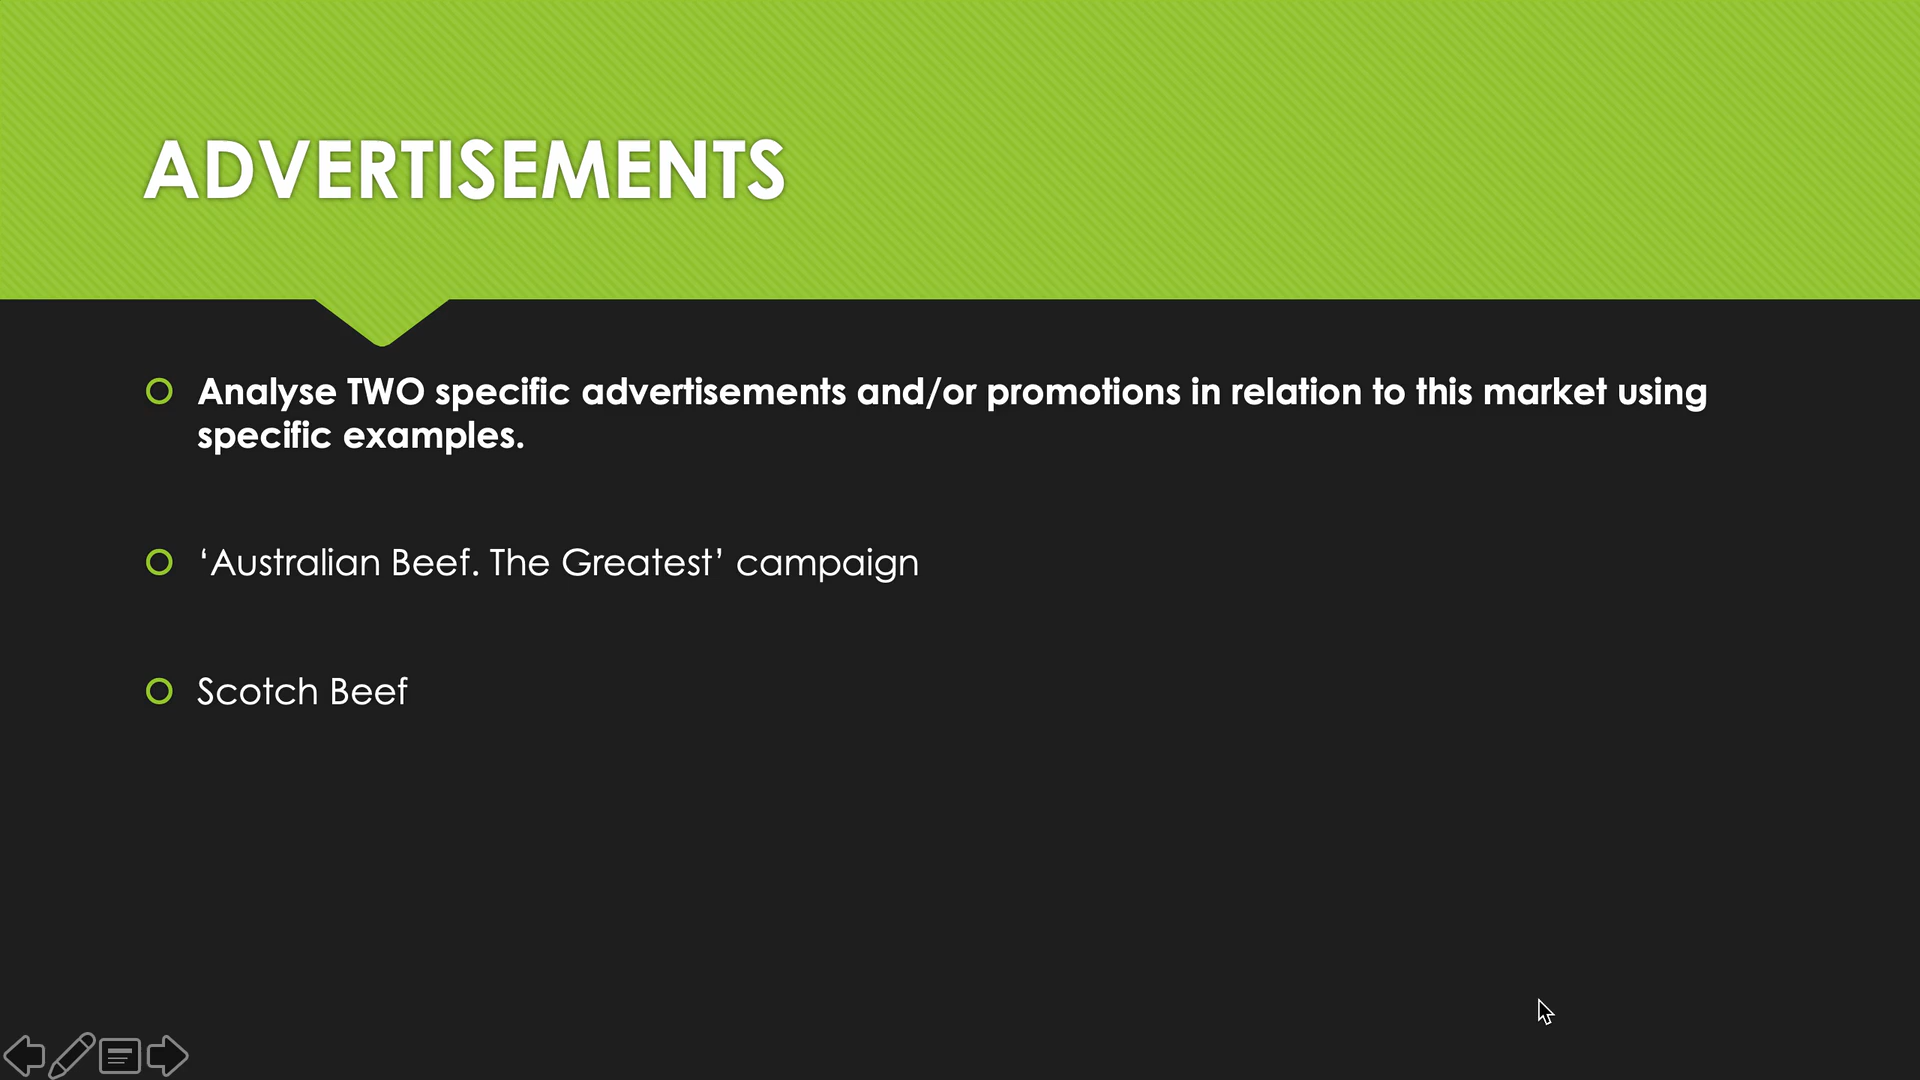 ADVERTISEMENTS
Analyse TWO specific advertisements and/or promotions in relation to this market using
specific examples.
‘Australian Beef. The Greatest’ campaign
Scotch Beef